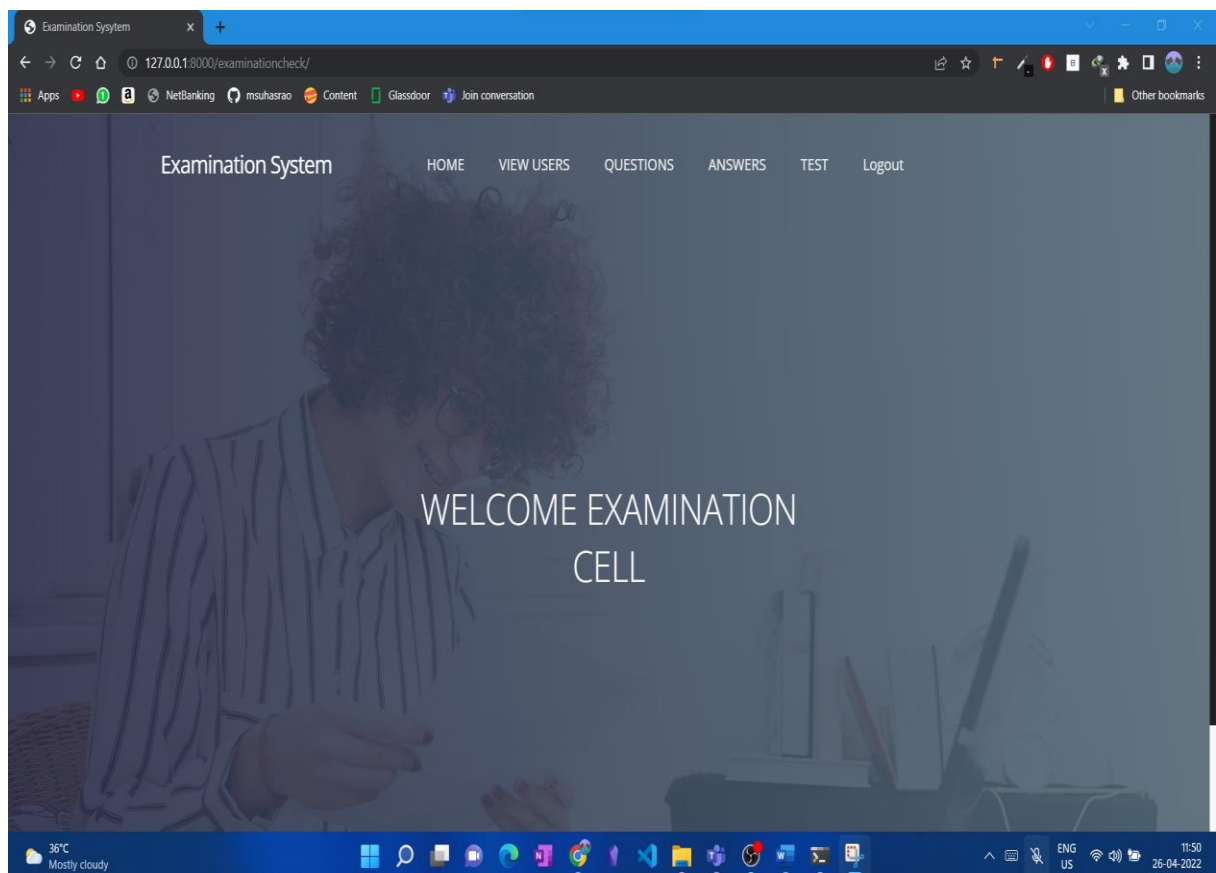 Examination Sysytem
127.0.0.1:8000/examinationcheck/
Apps NetBanking msuhasrao Content Glassdoor Join conversation Other bookmarks
Examination System HOME VIEW USERS QUESTIONS ANSWERS TEST Logout
WELCOME EXAMINATION
CELL
36°C
Mostly cloudy
ENG
US
11:50
26-04-2022